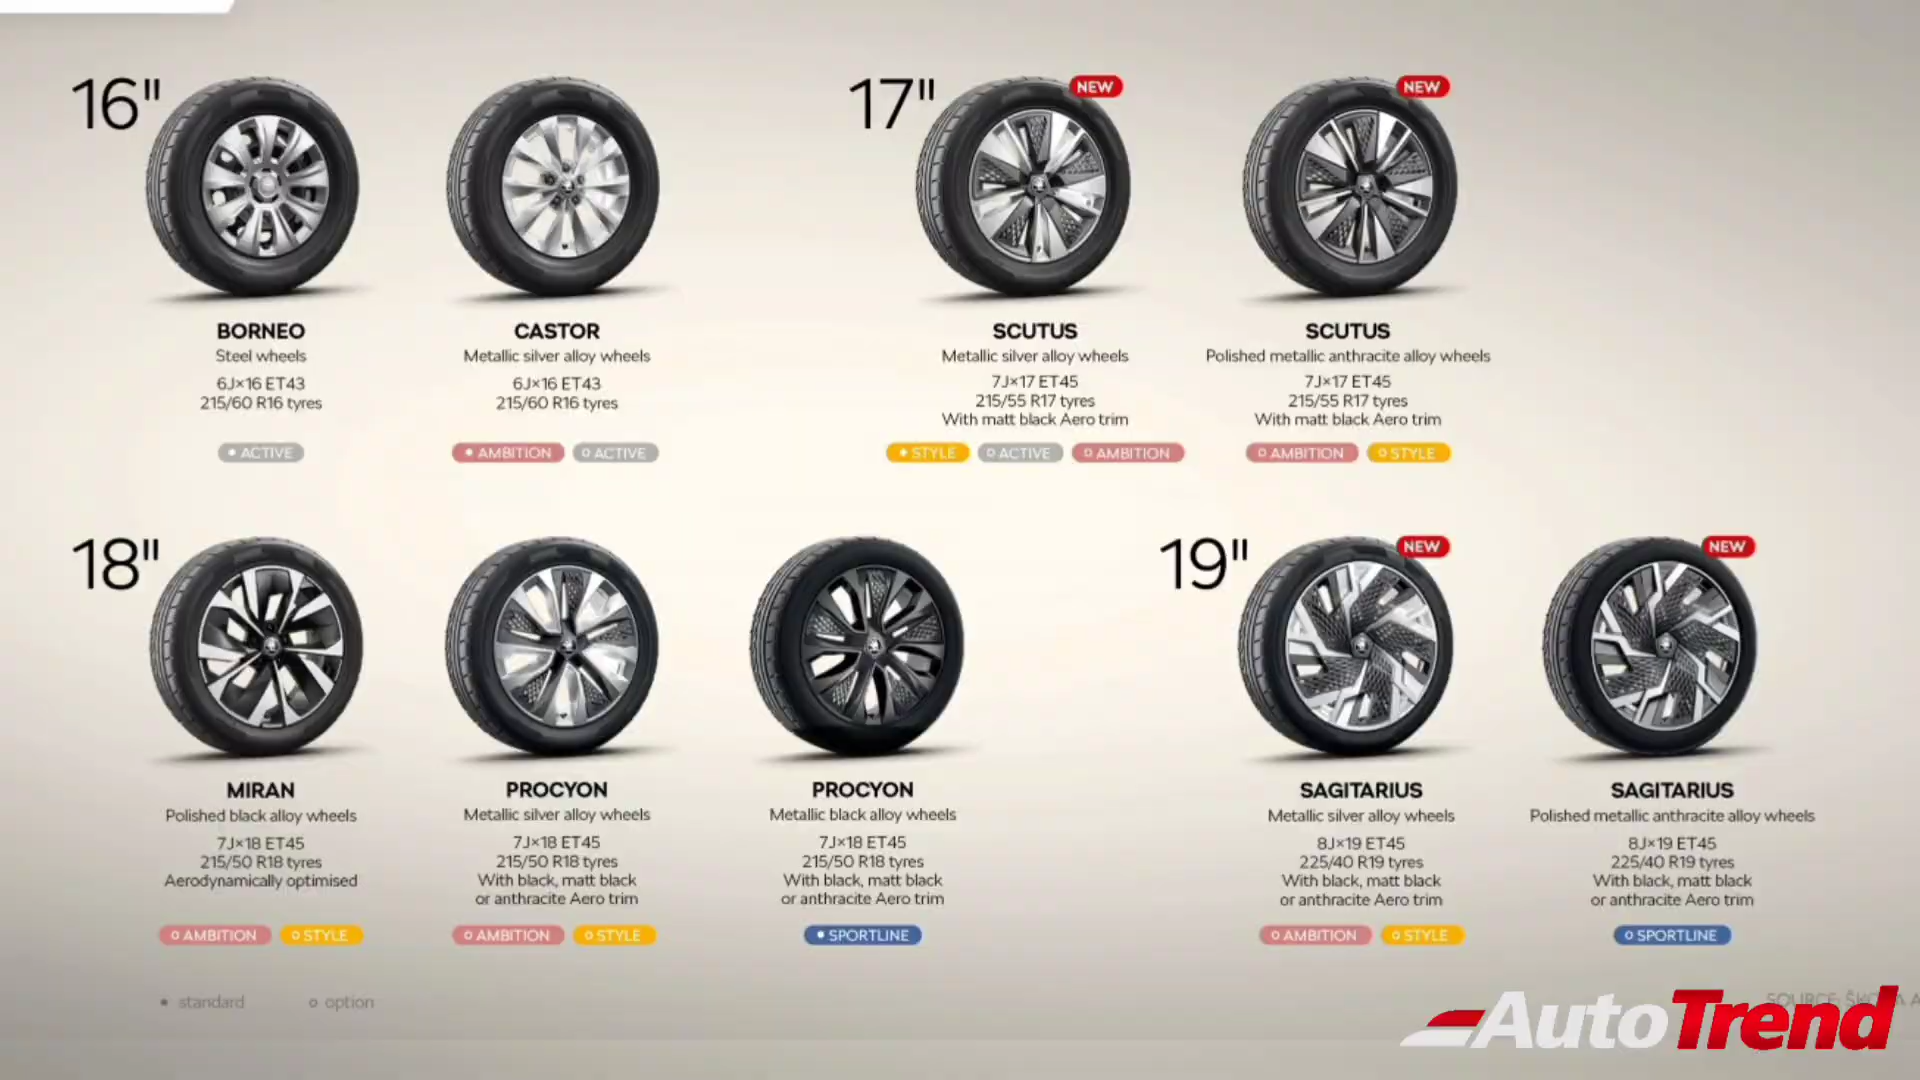 16"
BORNEO
Steel wheels
6J×16 ET43
215/60 R16 tyres
• ACTIVE
CASTOR
Metallic silver alloy wheels
6J×16 ET43
215/60 R16 tyres
• AMBITION ○ ACTIVE
17"
NEW
SCUTUS
Metallic silver alloy wheels
7J×17 ET45
215/55 R17 tyres
With matt black Aero trim
• STYLE ○ ACTIVE ○ AMBITION
NEW
SCUTUS
Polished metallic anthracite alloy wheels
7J×17 ET45
215/55 R17 tyres
With matt black Aero trim
○ AMBITION ○ STYLE
18"
MIRAN
Polished black alloy wheels
7J×18 ET45
215/50 R18 tyres
Aerodynamically optimised
○ AMBITION ○ STYLE
PROCYON
Metallic silver alloy wheels
7J×18 ET45
215/50 R18 tyres
With black, matt black
or anthracite Aero trim
○ AMBITION ○ STYLE
PROCYON
Metallic black alloy wheels
7J×18 ET45
215/50 R18 tyres
With black, matt black
or anthracite Aero trim
• SPORTLINE
19"
NEW
SAGITARIUS
Metallic silver alloy wheels
8J×19 ET45
225/40 R19 tyres
With black, matt black
or anthracite Aero trim
○ AMBITION ○ STYLE
NEW
SAGITARIUS
Polished metallic anthracite alloy wheels
8J×19 ET45
225/40 R19 tyres
With black, matt black
or anthracite Aero trim
○ SPORTLINE
• standard ○ option
SOURCE:
AutoTrend